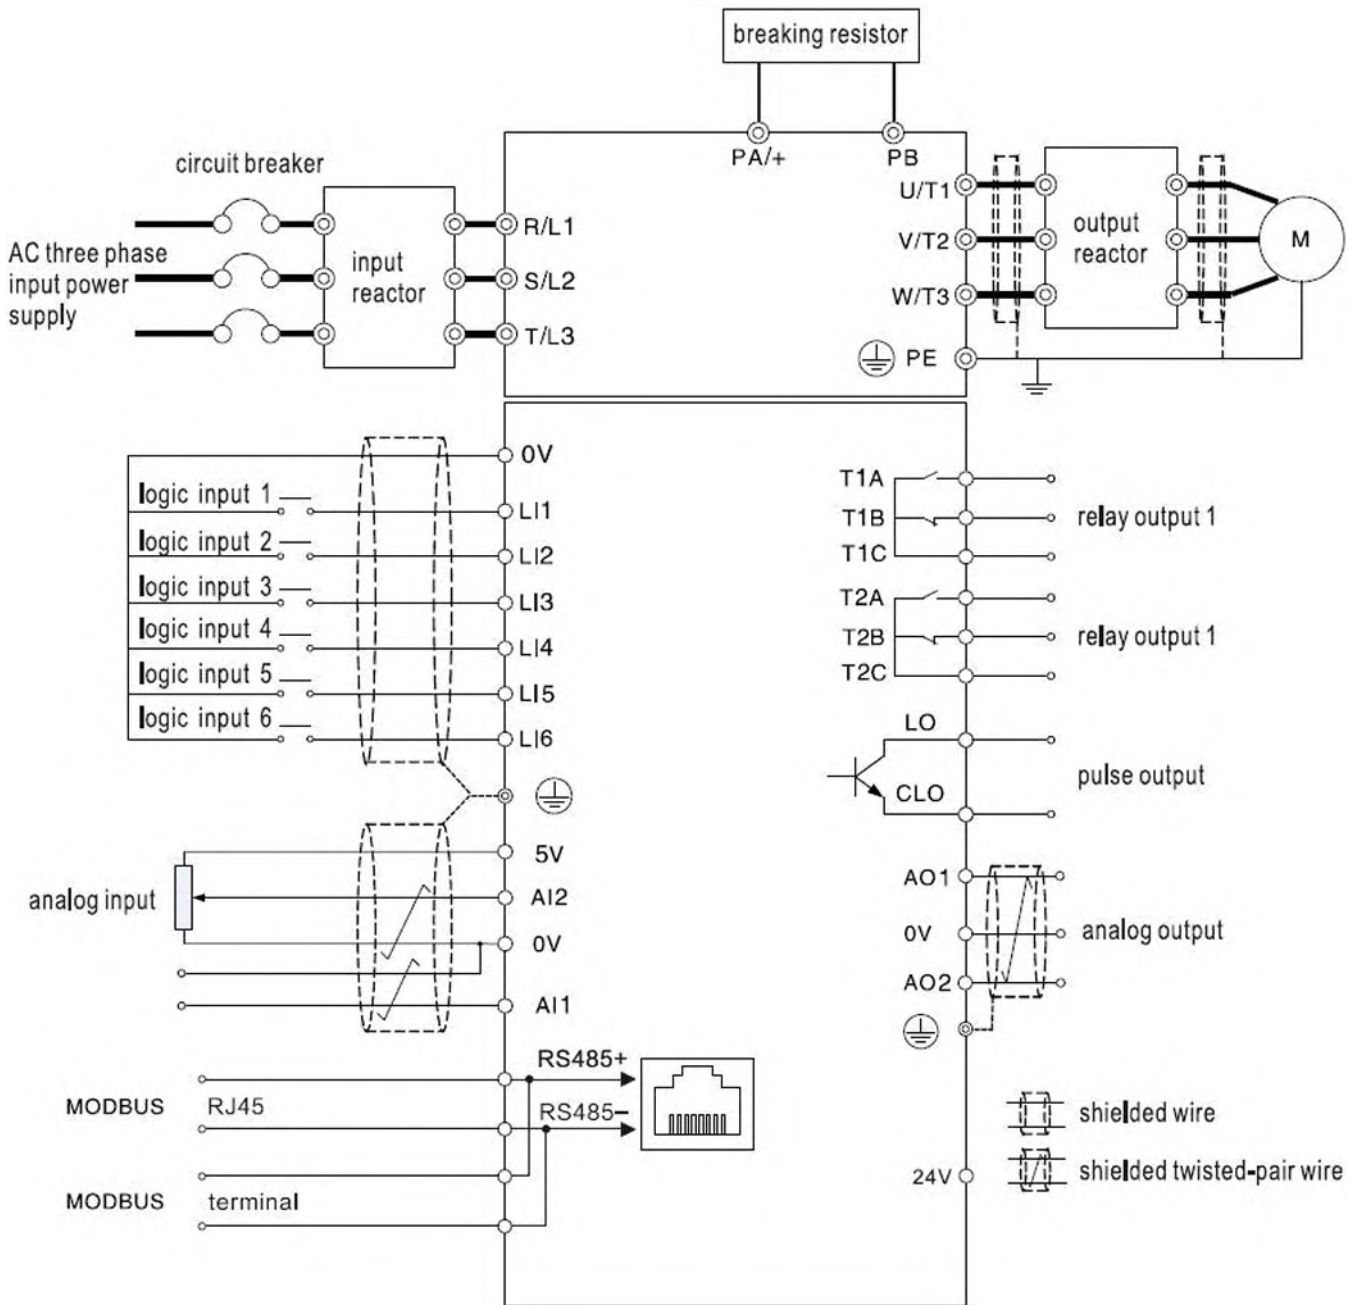 breaking resistor
PA/+
PB
circuit breaker
AC three phase
input power
supply
input
reactor
R/L1
S/L2
T/L3
U/T1
V/T2
W/T3
PE
output
reactor
M
0V
logic input 1
LI1
logic input 2
LI2
logic input 3
LI3
logic input 4
LI4
logic input 5
LI5
logic input 6
LI6
analog input
5V
AI2
0V
AI1
MODBUS
RJ45
RS485+
RS485-
MODBUS
terminal
T1A
T1B
T1C
relay output 1
T2A
T2B
T2C
relay output 1
LO
CLO
pulse output
AO1
0V
AO2
analog output
shielded wire
24V
shielded twisted-pair wire